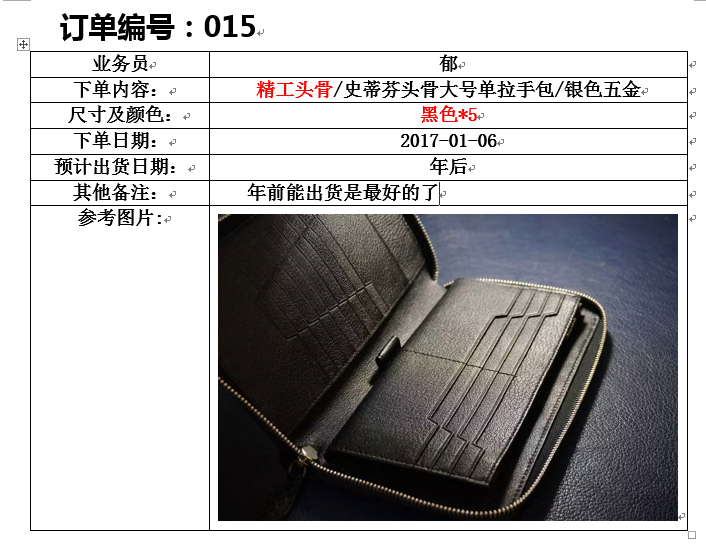 订单编号：015
业务员 郁
下单内容： 精工头骨/史蒂芬头骨大号单拉手包/银色五金
尺寸及颜色： 黑色*5
下单日期： 2017-01-06
预计出货日期： 年后
其他备注： 年前能出货是最好的了
参考图片: